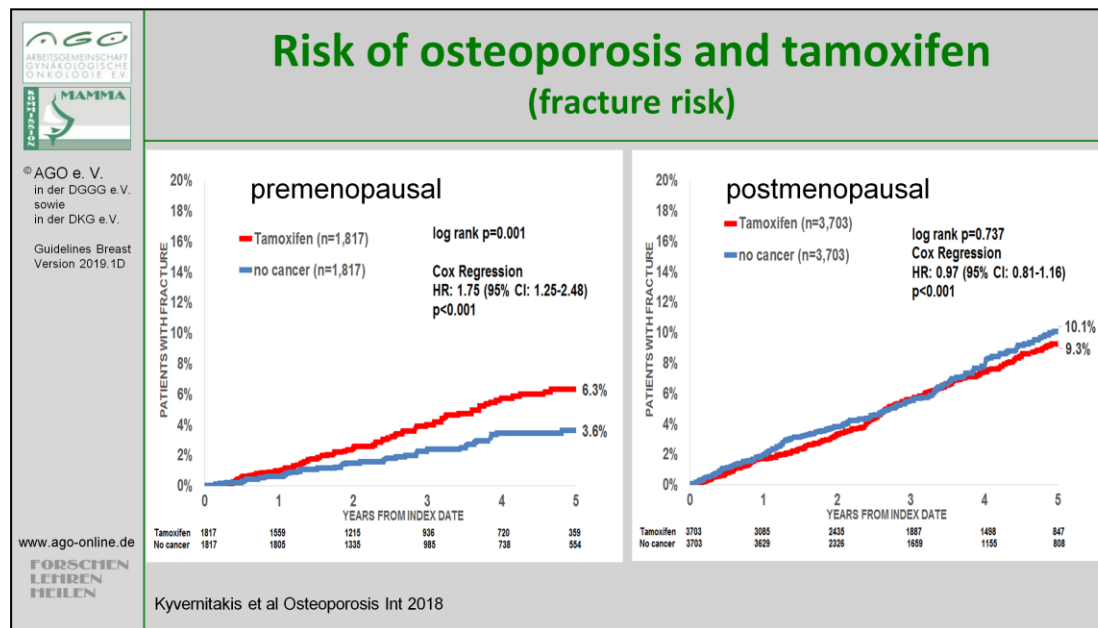 AGO
ARBEITSGEMEINSCHAFT
GYNÄKOLOGISCHE
ONKOLOGIE E.V.
KOMMISSION
MAMMA
© AGO e. V.
in der DGGG e.V.
sowie
in der DKG e.V.
Guidelines Breast
Version 2019.1D
www.ago-online.de
FORSCHEN
LEHREN
HEILEN
Risk of osteoporosis and tamoxifen
(fracture risk)
premenopausal
PATIENTS WITH FRACTURE
20%
18%
16%
14%
12%
10%
8%
6%
4%
2%
0%
Tamoxifen (n=1,817)
no cancer (n=1,817)
log rank p=0.001
Cox Regression
HR: 1.75 (95% CI: 1.25-2.48)
p<0.001
6.3%
3.6%
0 1 2 3 4 5
YEARS FROM INDEX DATE
Tamoxifen 1817 1559 1215 936 720 359
No cancer 1817 1805 1335 985 738 554
postmenopausal
PATIENTS WITH FRACTURE
20%
18%
16%
14%
12%
10%
8%
6%
4%
2%
0%
Tamoxifen (n=3,703)
no cancer (n=3,703)
log rank p=0.737
Cox Regression
HR: 0.97 (95% CI: 0.81-1.16)
p<0.001
10.1%
9.3%
0 1 2 3 4 5
YEARS FROM INDEX DATE
Tamoxifen 3703 3085 2435 1887 1498 847
No cancer 3703 3629 2326 1659 1155 808
Kyvernitakis et al Osteoporosis Int 2018